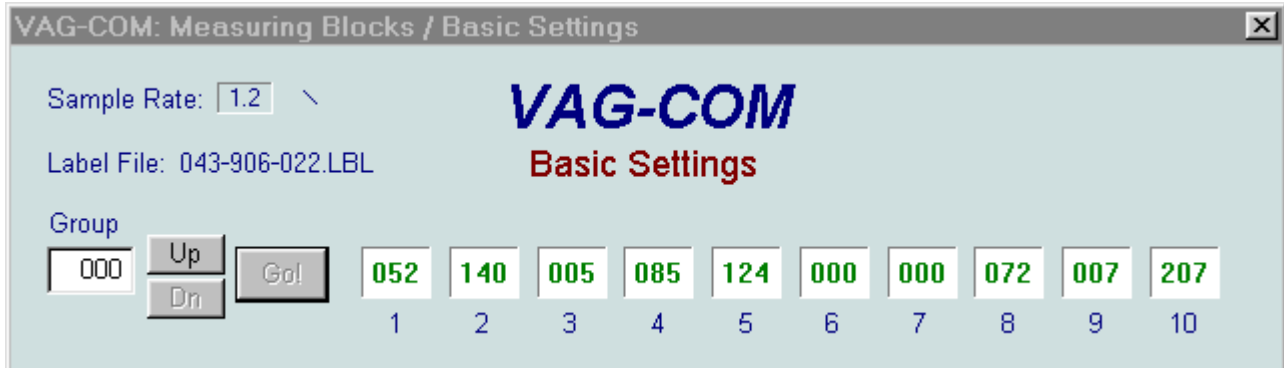 VAG-COM: Measuring Blocks / Basic Settings
Sample Rate: 1.2 \
VAG-COM
Label File: 043-906-022.LBL
Basic Settings
Group
000 Up Dn Go! 052 140 005 085 124 000 000 072 007 207
1 2 3 4 5 6 7 8 9 10